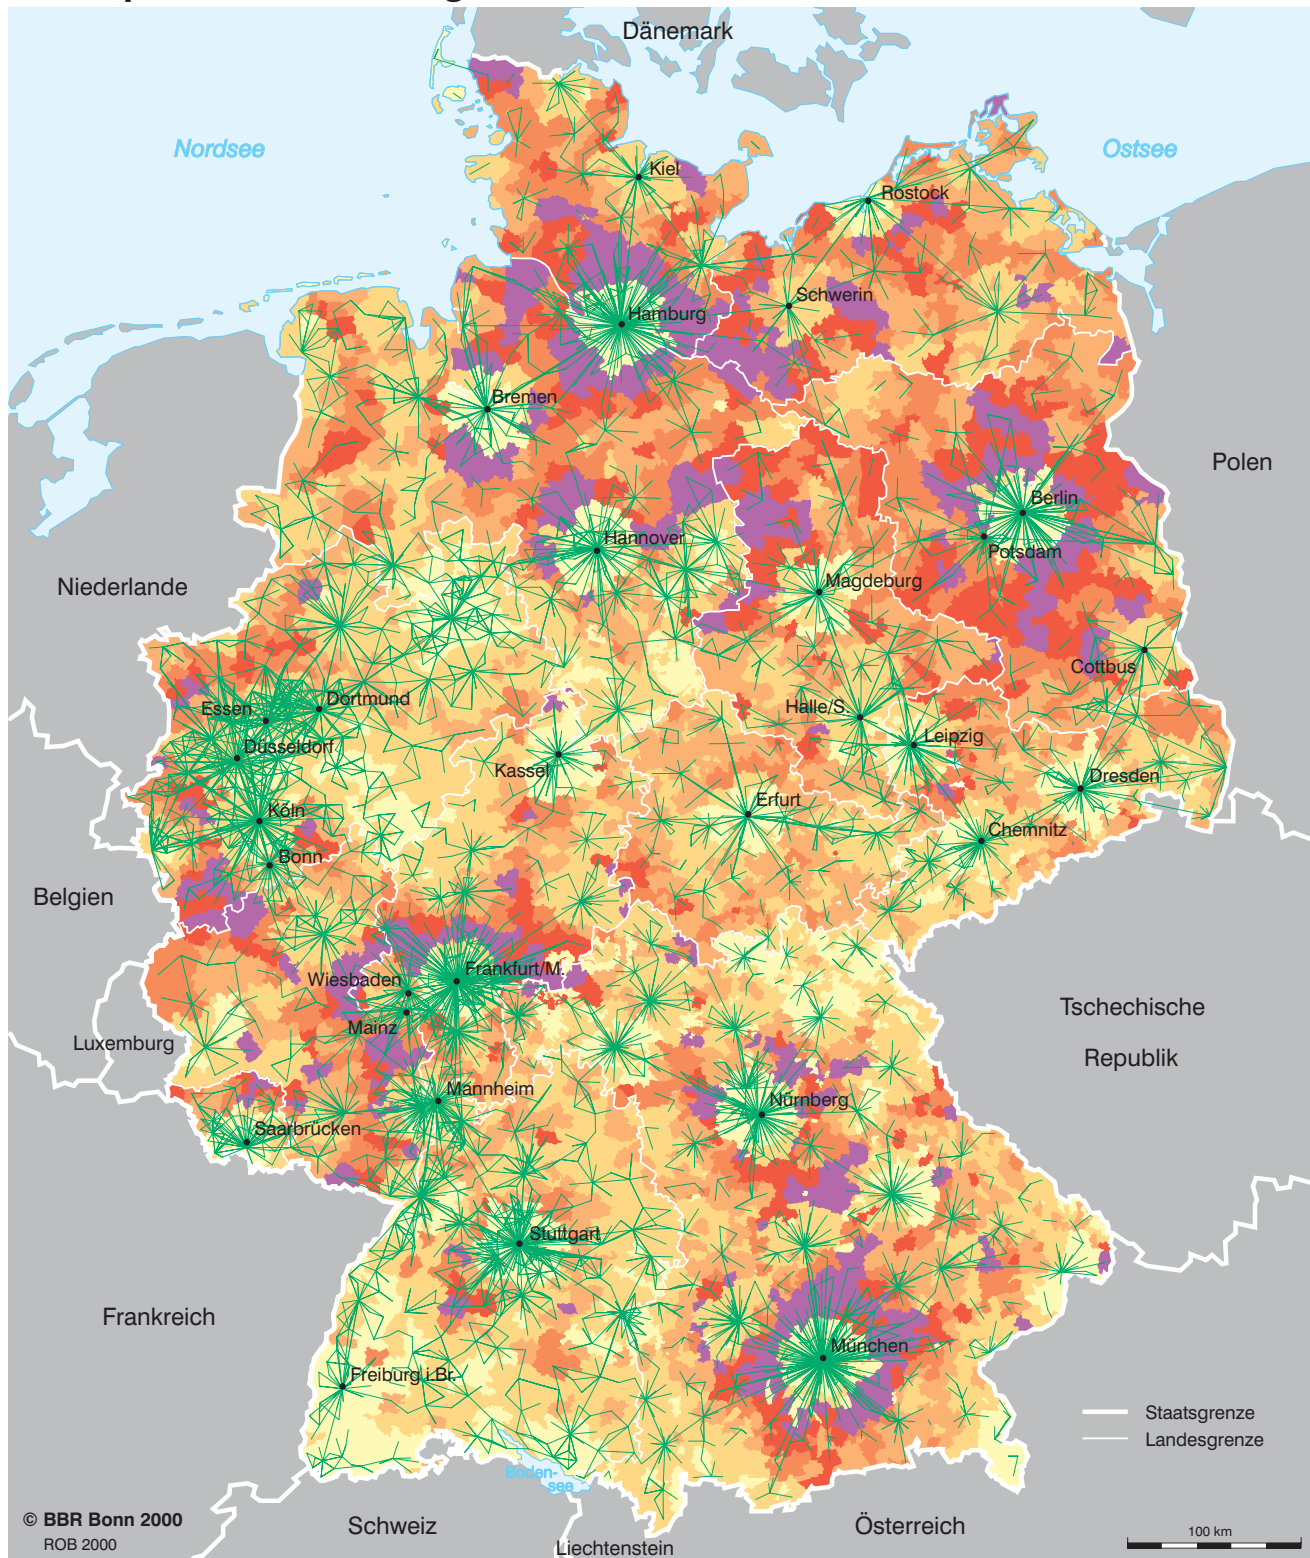 Dänemark
Nordsee
Ostsee
Kiel
Rostock
Schwerin
Hamburg
Bremen
Polen
Berlin
Hannover
Potsdam
Niederlande
Magdeburg
Cottbus
Dortmund
Essen
Halle/S.
Leipzig
Düsseldorf
Kassel
Dresden
Erfurt
Köln
Chemnitz
Bonn
Belgien
Frankfurt/M.
Wiesbaden
Tschechische
Mainz
Luxemburg
Republik
Mannheim
Nürnberg
Saarbrücken
Stuttgart
Frankreich
München
Freiburg i.Br.
Staatsgrenze
Landesgrenze
Boden-
see
© BBR Bonn 2000
ROB 2000
Schweiz
Österreich
Liechtenstein
100 km